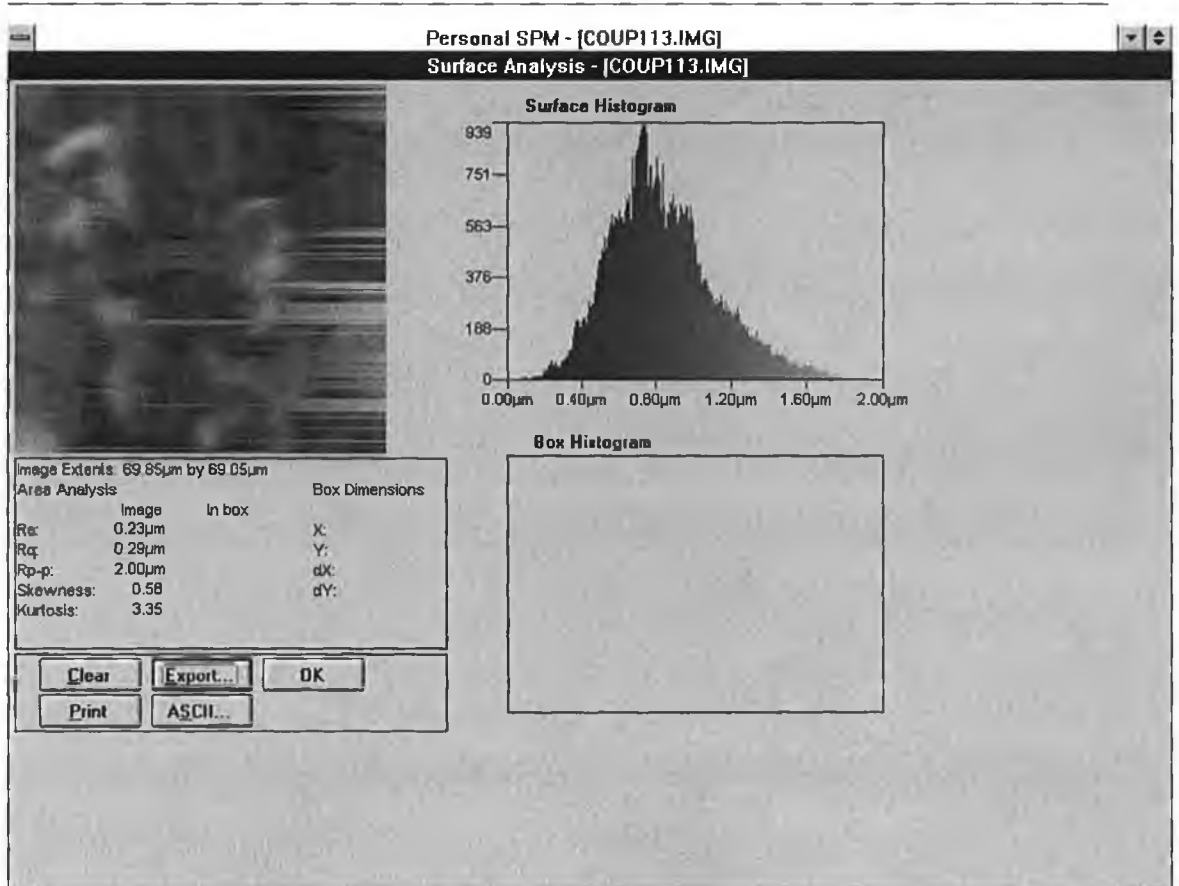 Personal SPM - [COUP113.IMG]
Surface Analysis - [COUP113.IMG]
Surface Histogram
939
751
563
376
188
0
0.00µm 0.40µm 0.80µm 1.20µm 1.60µm 2.00µm
Box Histogram
Image Extents: 69.85µm by 69.05µm
Area Analysis Box Dimensions
Image In box
Ra: 0.23µm X:
Rq: 0.29µm Y:
Rp-p: 2.00µm dX:
Skewness: 0.58 dY:
Kurtosis: 3.35
Clear Export... OK
Print ASCII...